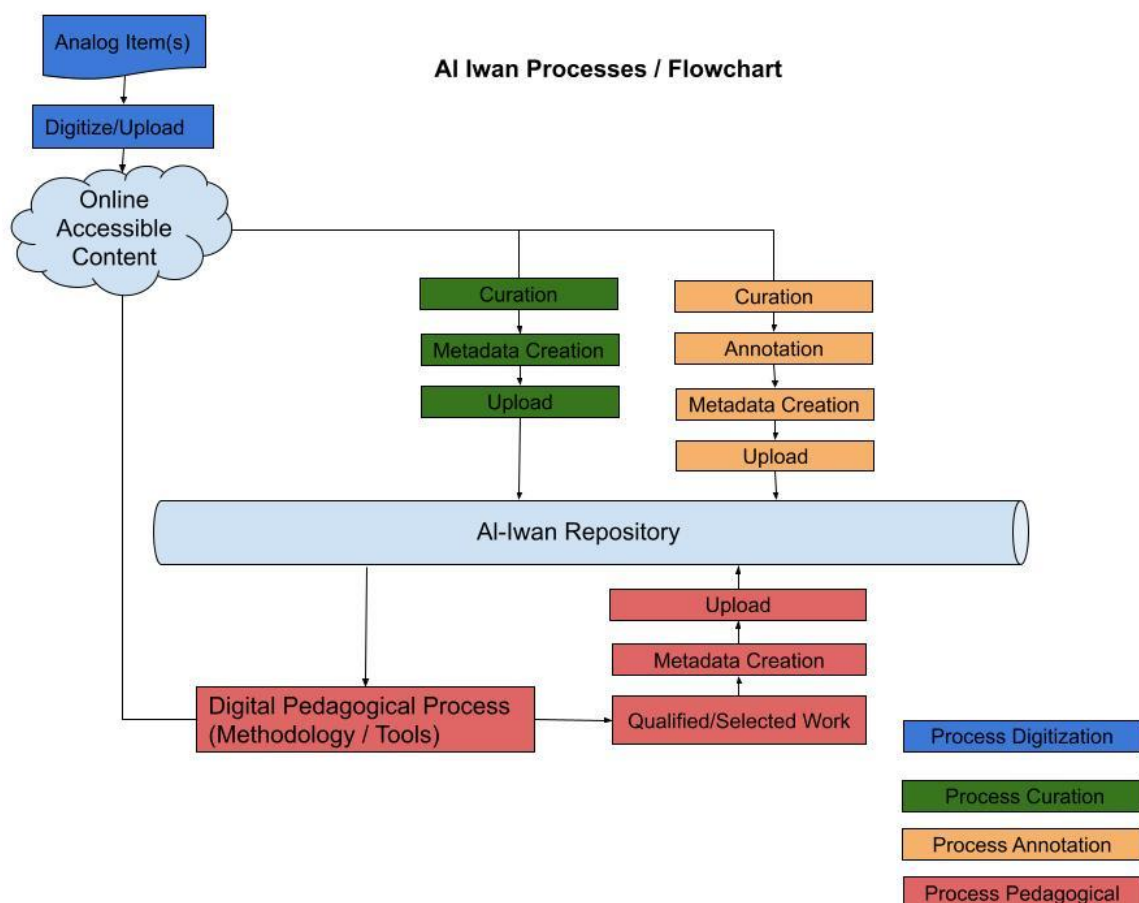 Analog Item(s)
Al Iwan Processes / Flowchart
Digitize/Upload
Online
Accessible
Content
Curation
Metadata Creation
Upload
Curation
Annotation
Metadata Creation
Upload
Al-Iwan Repository
Upload
Metadata Creation
Qualified/Selected Work
Digital Pedagogical Process
(Methodology / Tools)
Process Digitization
Process Curation
Process Annotation
Process Pedagogical